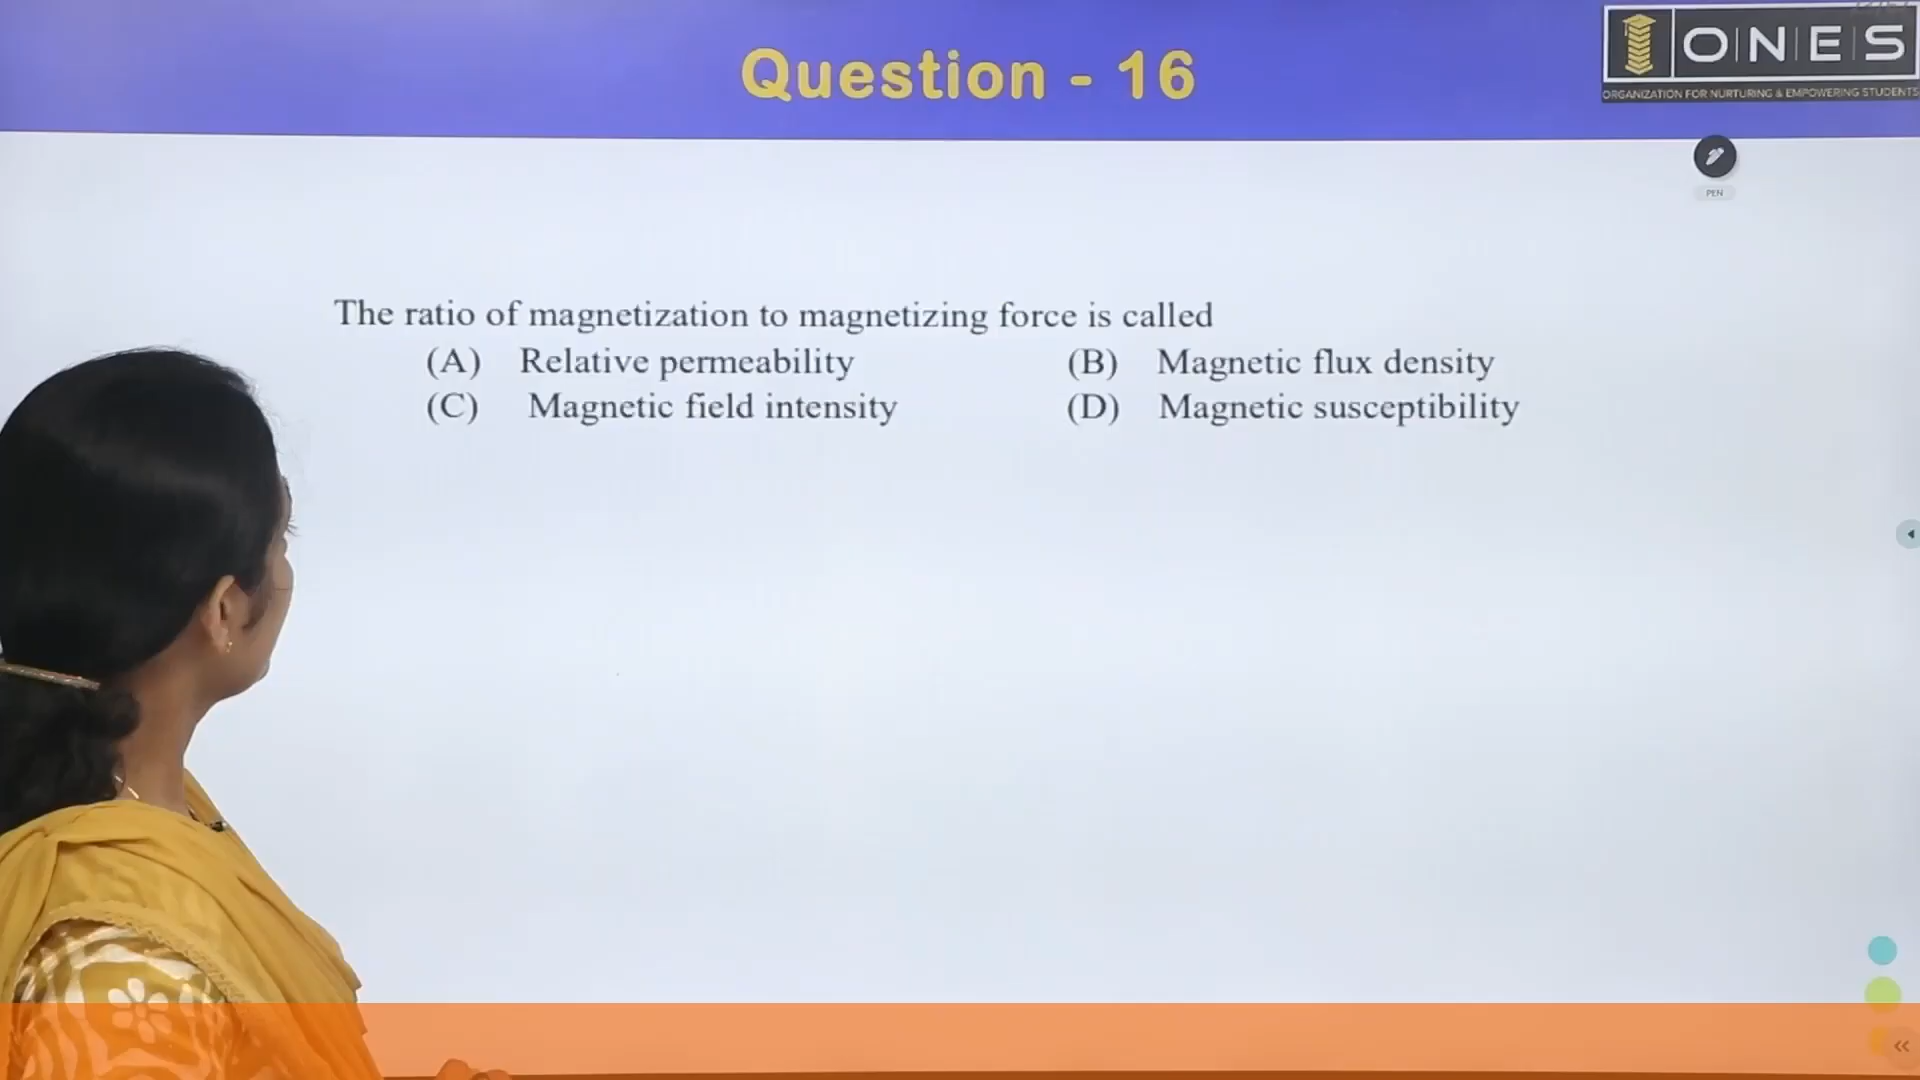 Question - 16
ONES
ORGANIZATION FOR NURTURING & EMPOWERING STUDENTS
PEN
The ratio of magnetization to magnetizing force is called
(A) Relative permeability (B) Magnetic flux density
(C) Magnetic field intensity (D) Magnetic susceptibility